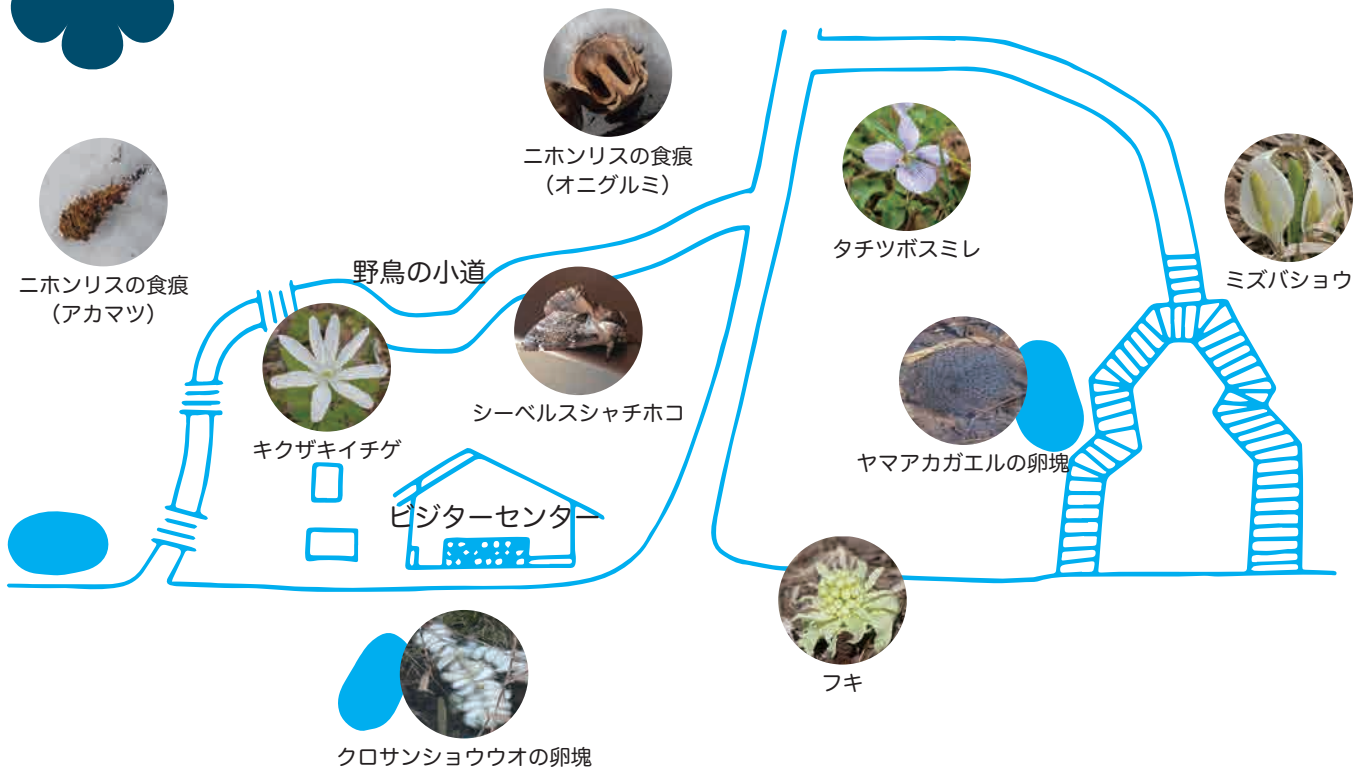 ニホンリスの食痕
（オニグルミ）
ニホンリスの食痕
（アカマツ）
タチツボスミレ
ミズバショウ
野鳥の小道
シーベルスシャチホコ
キクザキイチゲ
ヤマアカガエルの卵塊
ビジターセンター
フキ
クロサンショウウオの卵塊